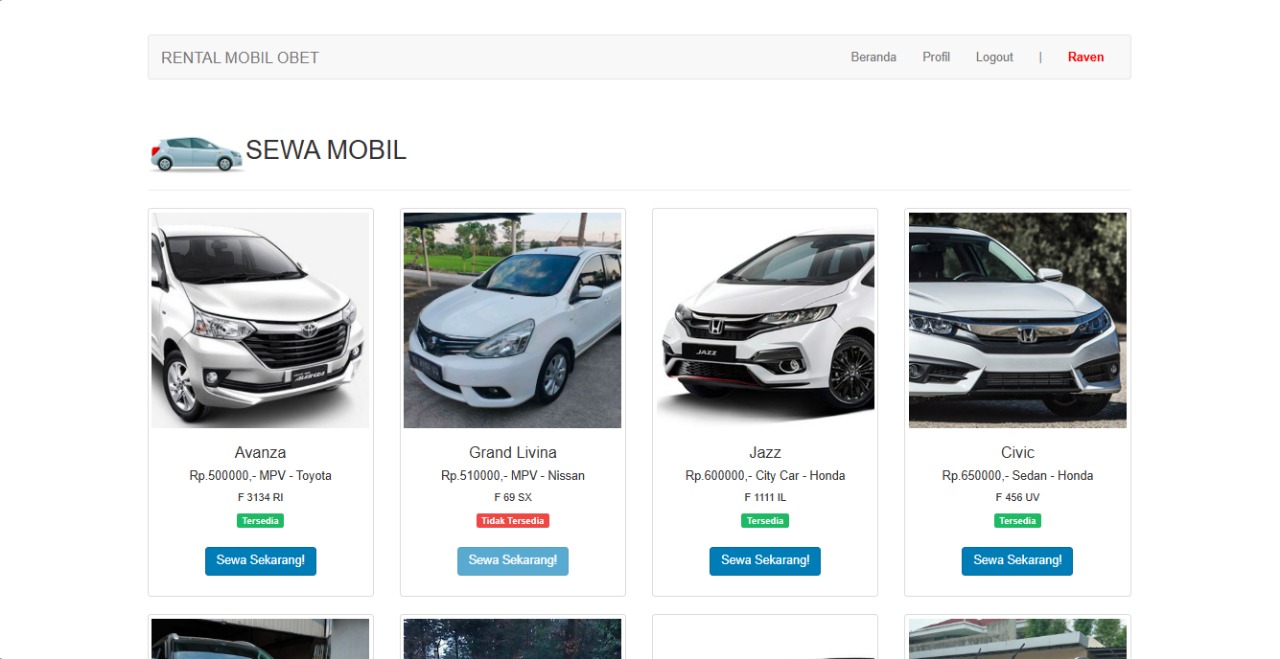 RENTAL MOBIL OBET
Beranda Profil Logout | Raven
SEWA MOBIL
JAZZ
Avanza
Rp.500000,- MPV - Toyota
F 3134 RI
Tersedia
Sewa Sekarang!
Grand Livina
Rp.510000,- MPV - Nissan
F 69 SX
Tidak Tersedia
Sewa Sekarang!
Jazz
Rp.600000,- City Car - Honda
F 1111 IL
Tersedia
Sewa Sekarang!
Civic
Rp.650000,- Sedan - Honda
F 456 UV
Tersedia
Sewa Sekarang!